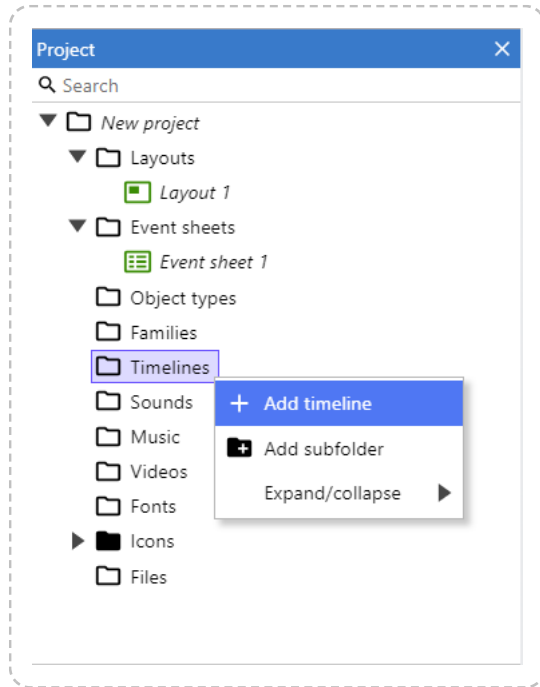 Project
Search
New project
Layouts
Layout 1
Event sheets
Event sheet 1
Object types
Families
Timelines
Sounds
Add timeline
Music
Add subfolder
Videos
Expand/collapse
Fonts
Icons
Files